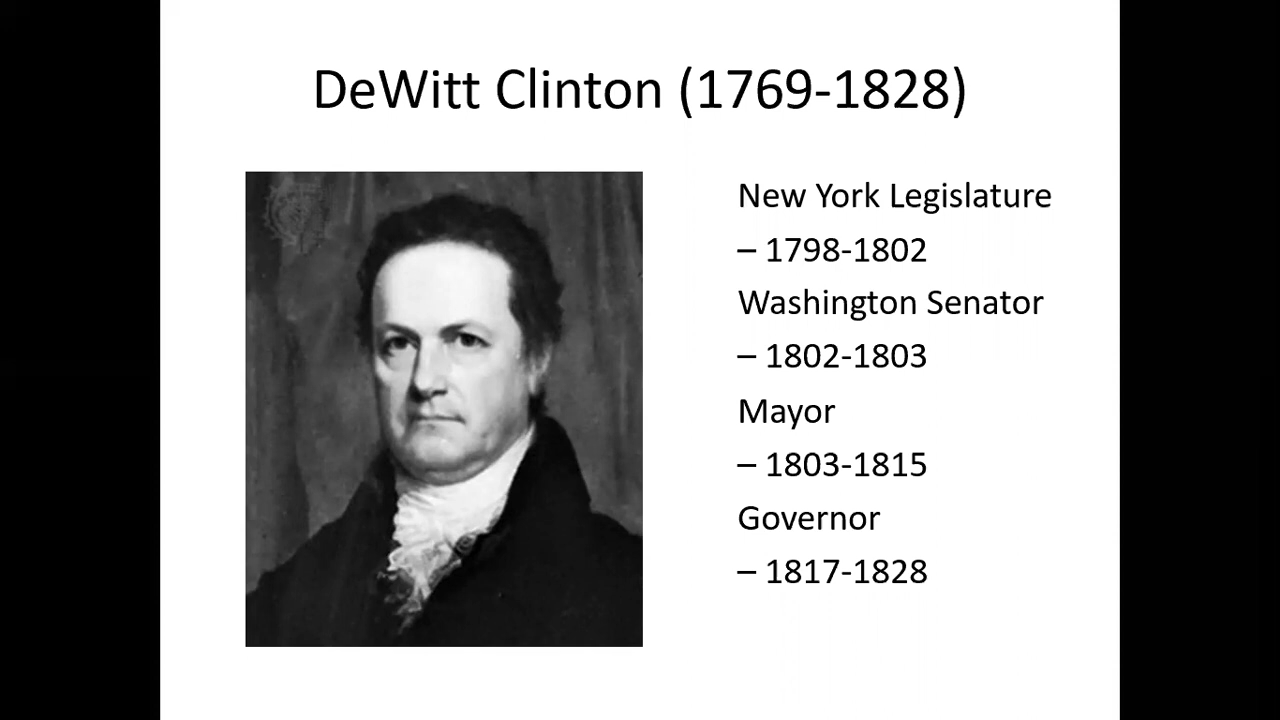 DeWitt Clinton (1769-1828)
New York Legislature
– 1798-1802
Washington Senator
– 1802-1803
Mayor
– 1803-1815
Governor
– 1817-1828